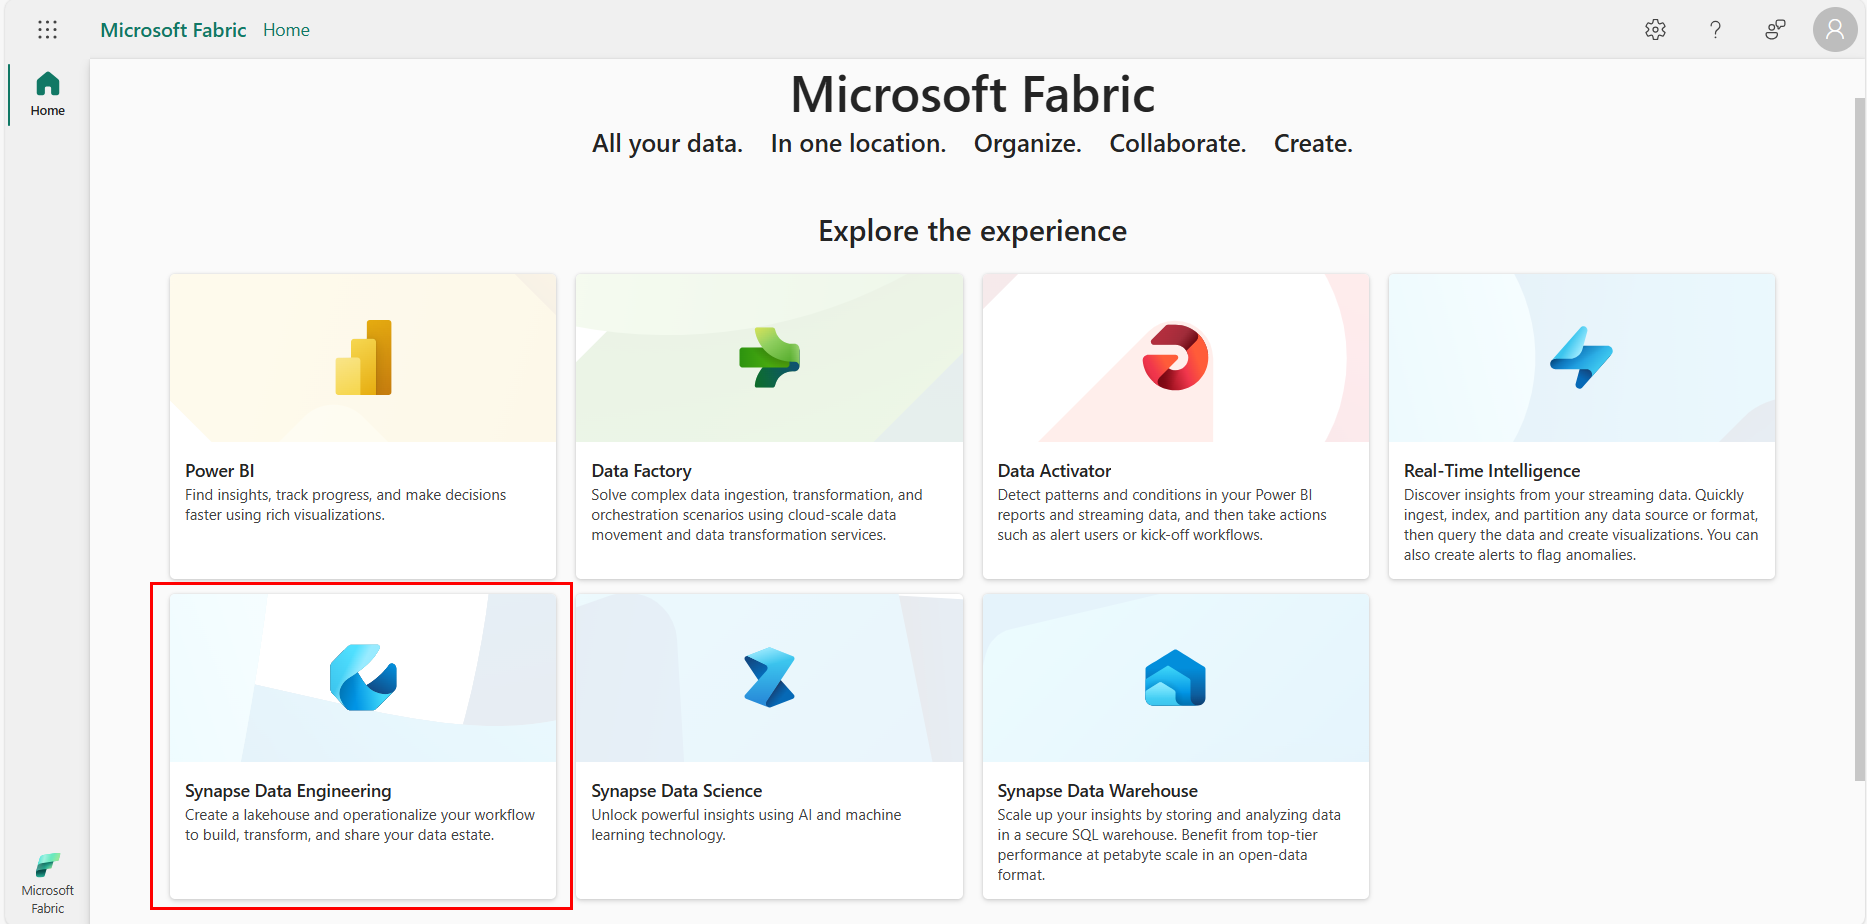 Microsoft Fabric Home
Home
Microsoft Fabric
All your data. In one location. Organize. Collaborate. Create.
Explore the experience
Power BI
Find insights, track progress, and make decisions
faster using rich visualizations.
Data Factory
Solve complex data ingestion, transformation, and
orchestration scenarios using cloud-scale data
movement and data transformation services.
Data Activator
Detect patterns and conditions in your Power BI
reports and streaming data, and then take actions
such as alert users or kick-off workflows.
Real-Time Intelligence
Discover insights from your streaming data. Quickly
ingest, index, and partition any data source or format,
then query the data and create visualizations. You can
also create alerts to flag anomalies.
Synapse Data Engineering
Create a lakehouse and operationalize your workflow
to build, transform, and share your data estate.
Synapse Data Science
Unlock powerful insights using AI and machine
learning technology.
Synapse Data Warehouse
Scale up your insights by storing and analyzing data
in a secure SQL warehouse. Benefit from top-tier
performance at petabyte scale in an open-data
format.
Microsoft
Fabric